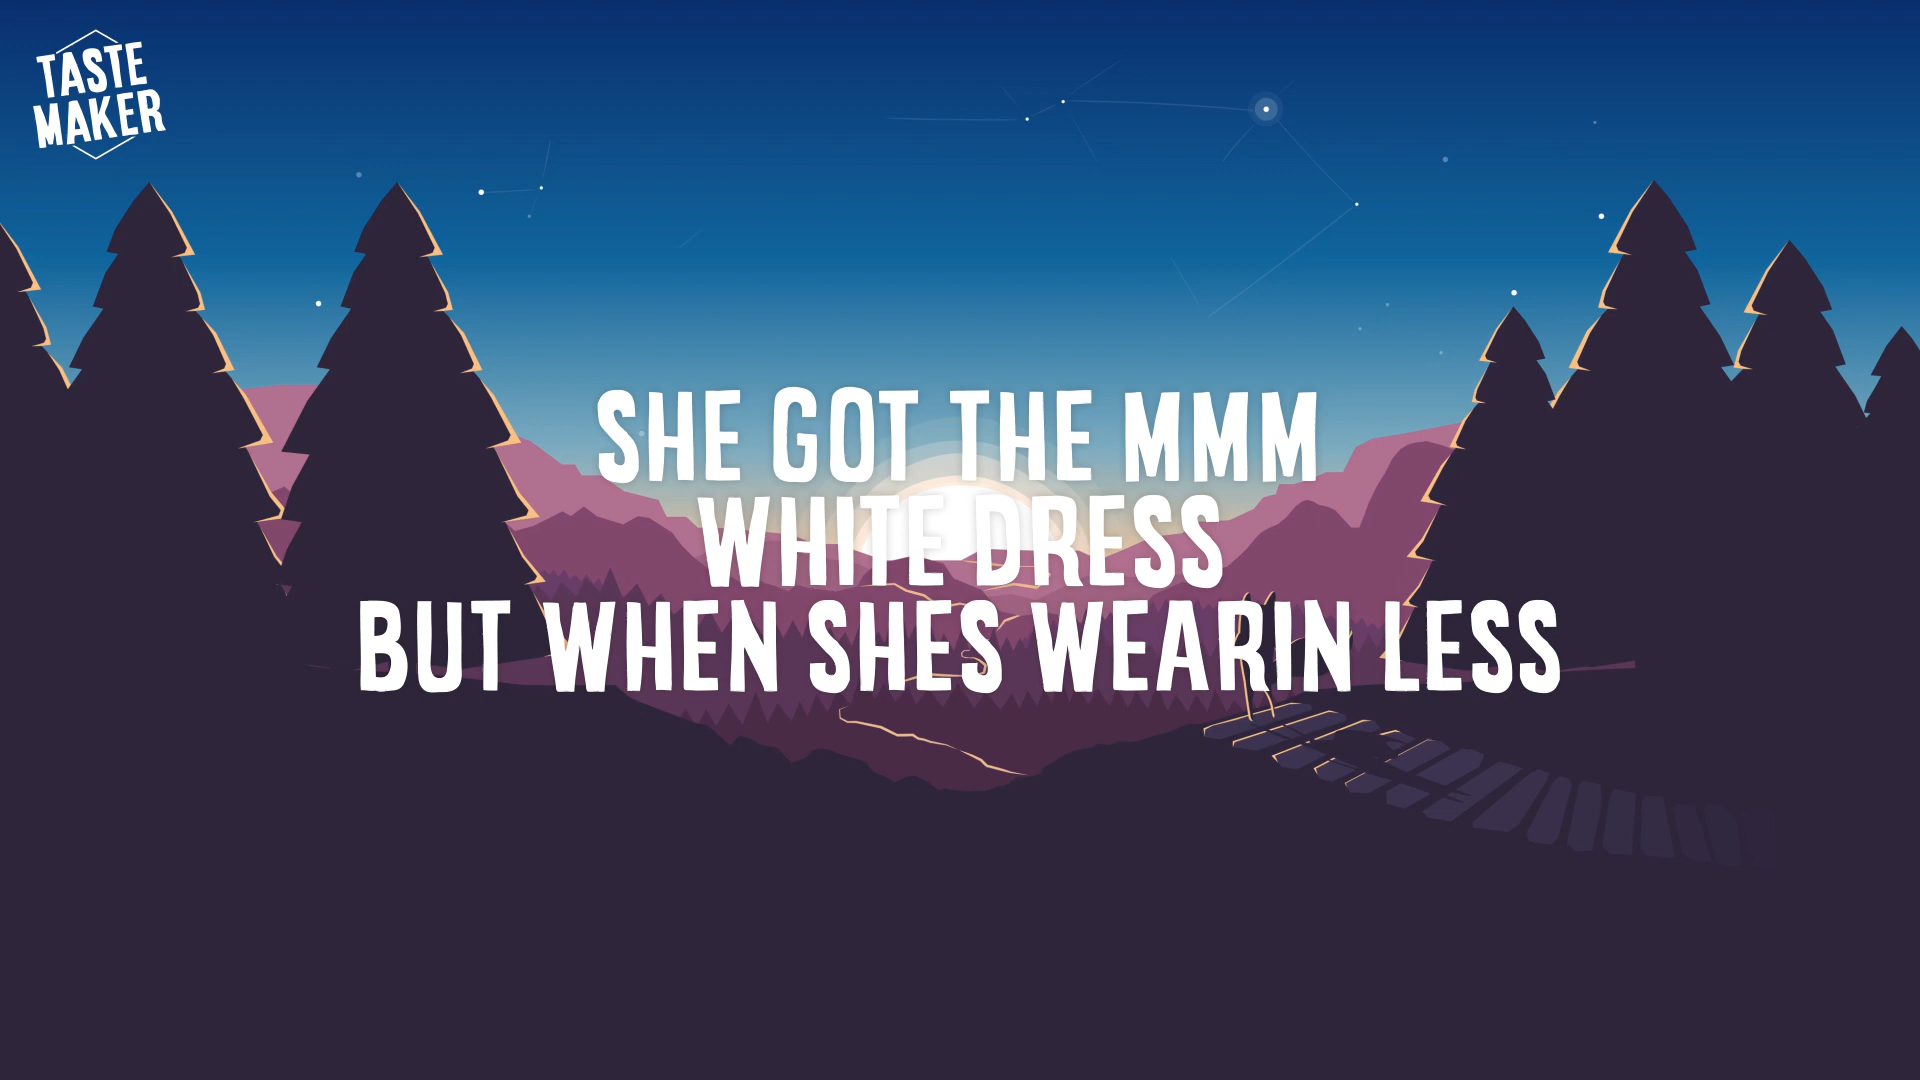 TASTE
MAKER
SHE GOT THE MMM
WHITE DRESS
BUT WHEN SHES WEARIN LESS